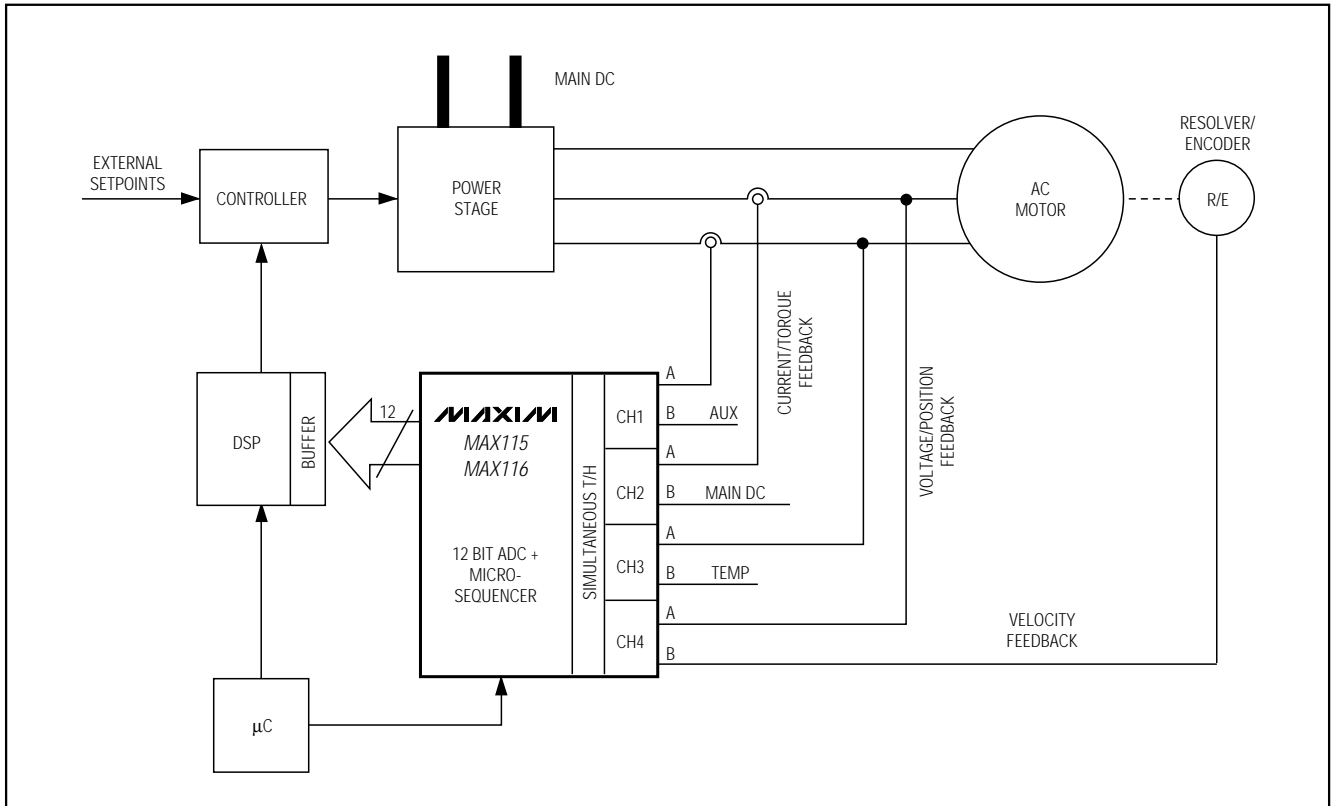 MAIN DC
RESOLVER/
ENCODER
EXTERNAL
SETPOINTS
CONTROLLER
POWER
STAGE
AC
MOTOR
R/E
CURRENT/TORQUE
FEEDBACK
VOLTAGE/POSITION
FEEDBACK
DSP
BUFFER
12
MAXIM
MAX115
MAX116
12 BIT ADC +
MICRO-
SEQUENCER
SIMULTANEOUS T/H
CH1
A
B
AUX
CH2
A
B
MAIN DC
CH3
A
B
TEMP
CH4
A
B
VELOCITY
FEEDBACK
μC